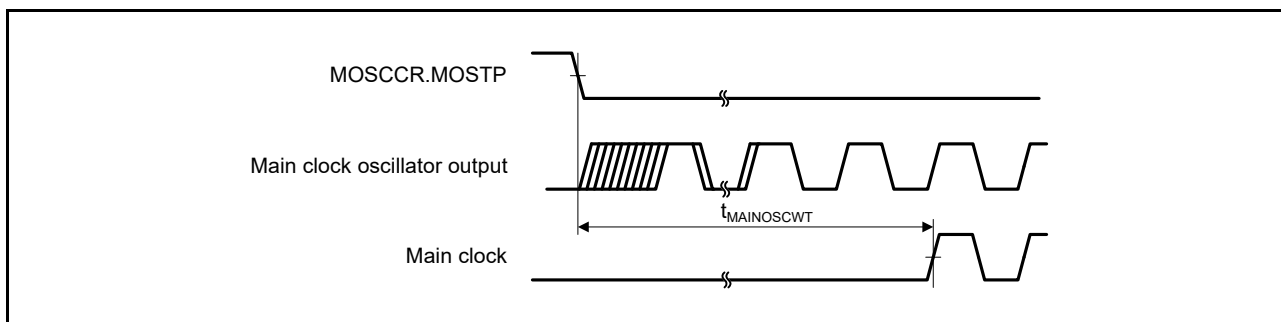 MOSCCR.MOSTP
Main clock oscillator output
tMAINOSCWT
Main clock